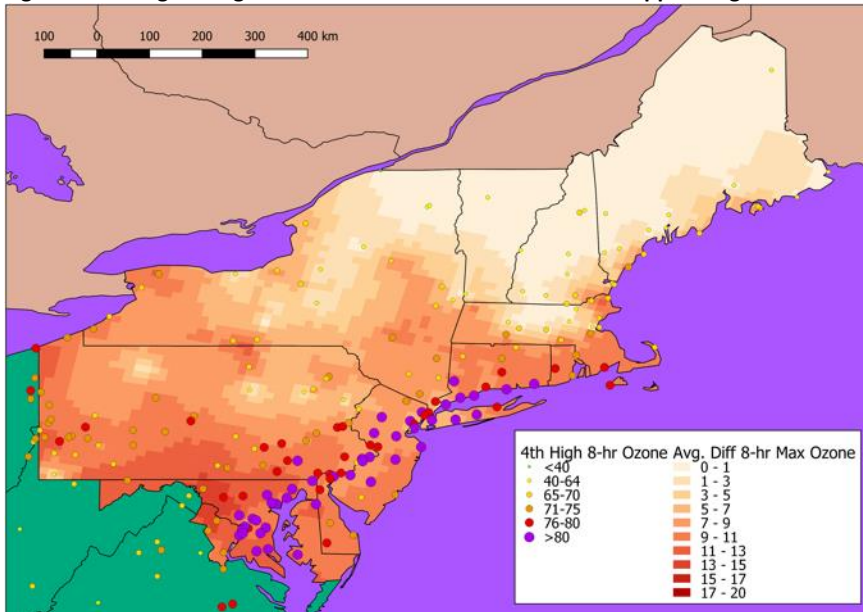 100 0 100 200 300 400 km
4th High 8-hr Ozone Avg. Diff 8-hr Max Ozone
<40 0 - 1
40-64 1 - 3
65-70 3 - 5
71-75 5 - 7
76-80 7 - 9
>80 9 - 11
11 - 13
13 - 15
15 - 17
17 - 20